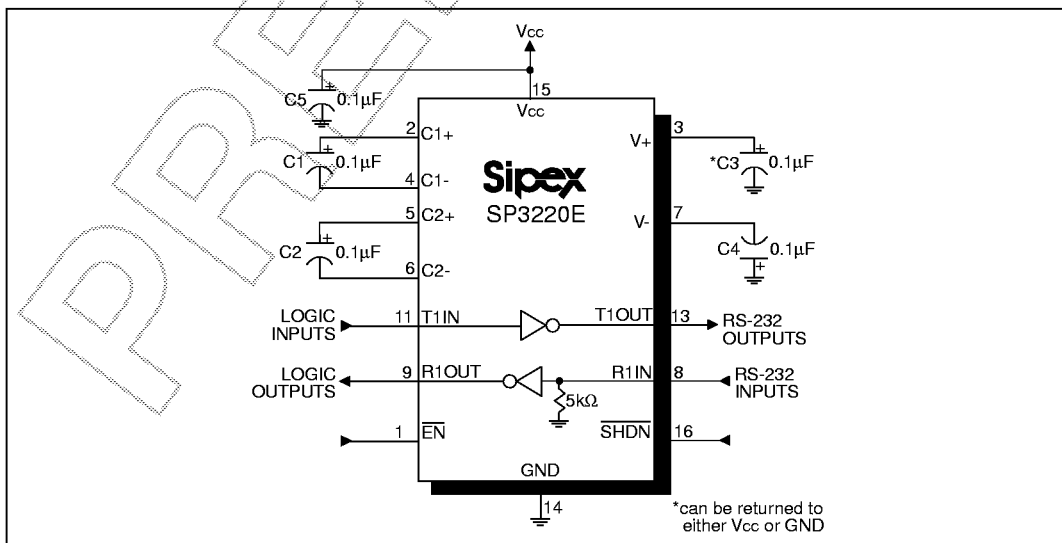 PRE
Vcc
C5
+
0.1µF
15
Vcc
2
C1+
C1
+
0.1µF
4
C1-
5
C2+
C2
+
0.1µF
6
C2-
Sipex
SP3220E
V+
3
*C3
+
0.1µF
V-
7
C4
0.1µF
+
LOGIC
INPUTS
11
T1IN
T1OUT
13
RS-232
OUTPUTS
LOGIC
OUTPUTS
9
R1OUT
R1IN
8
RS-232
INPUTS
5kΩ
1
EN
SHDN
16
GND
14
*can be returned to
either Vcc or GND